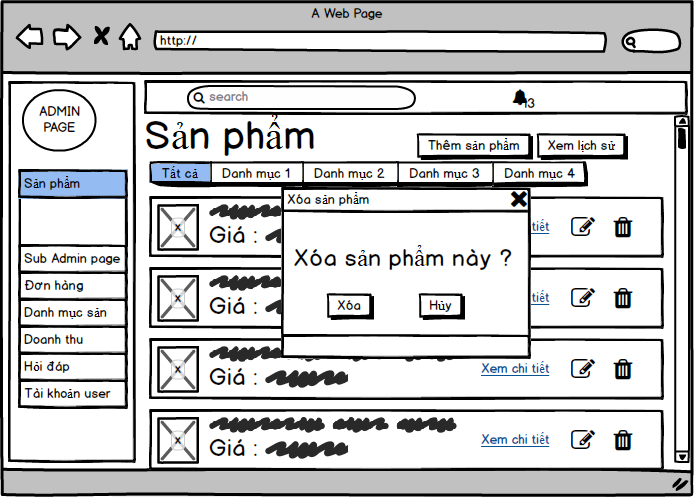 A Web Page
http://
search
13
ADMIN
PAGE
Sản phẩm
Thêm sản phẩm
Xem lịch sử
Tất cả
Danh mục 1
Danh mục 2
Danh mục 3
Danh mục 4
Sản phẩm
Sub Admin page
Đơn hàng
Danh mục sản
Doanh thu
Hỏi đáp
Tài khoản user
Xóa sản phẩm
Xóa sản phẩm này ?
Xóa
Hủy
Giá :
tiết
Giá :
tiết
Giá :
Xem chi tiết
Giá :
Xem chi tiết